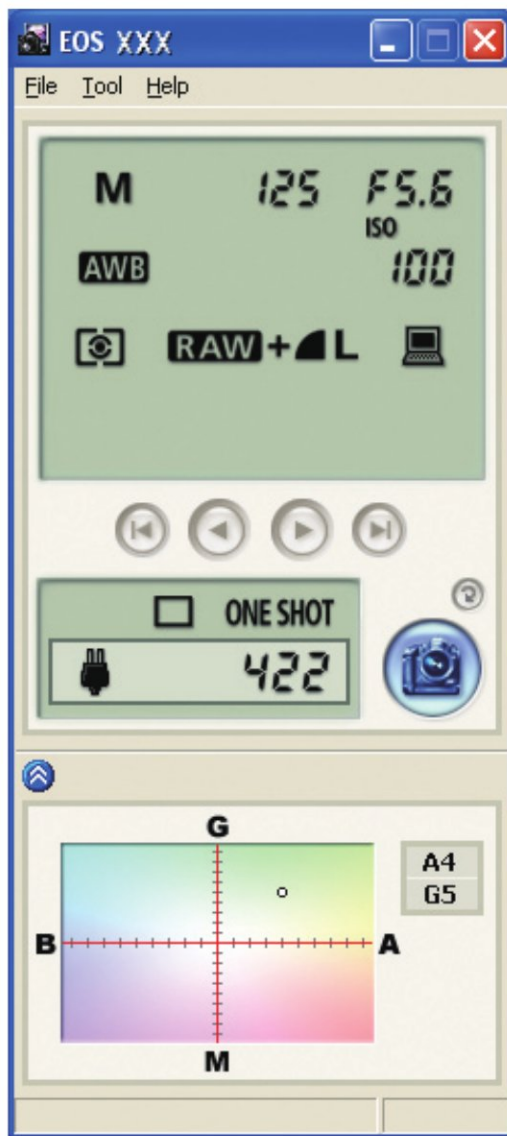 EOS XXX
File Tool Help
M 125 F5.6
ISO
AWB 100
RAW+ L
ONE SHOT
422
G
A4
G5
B A
M